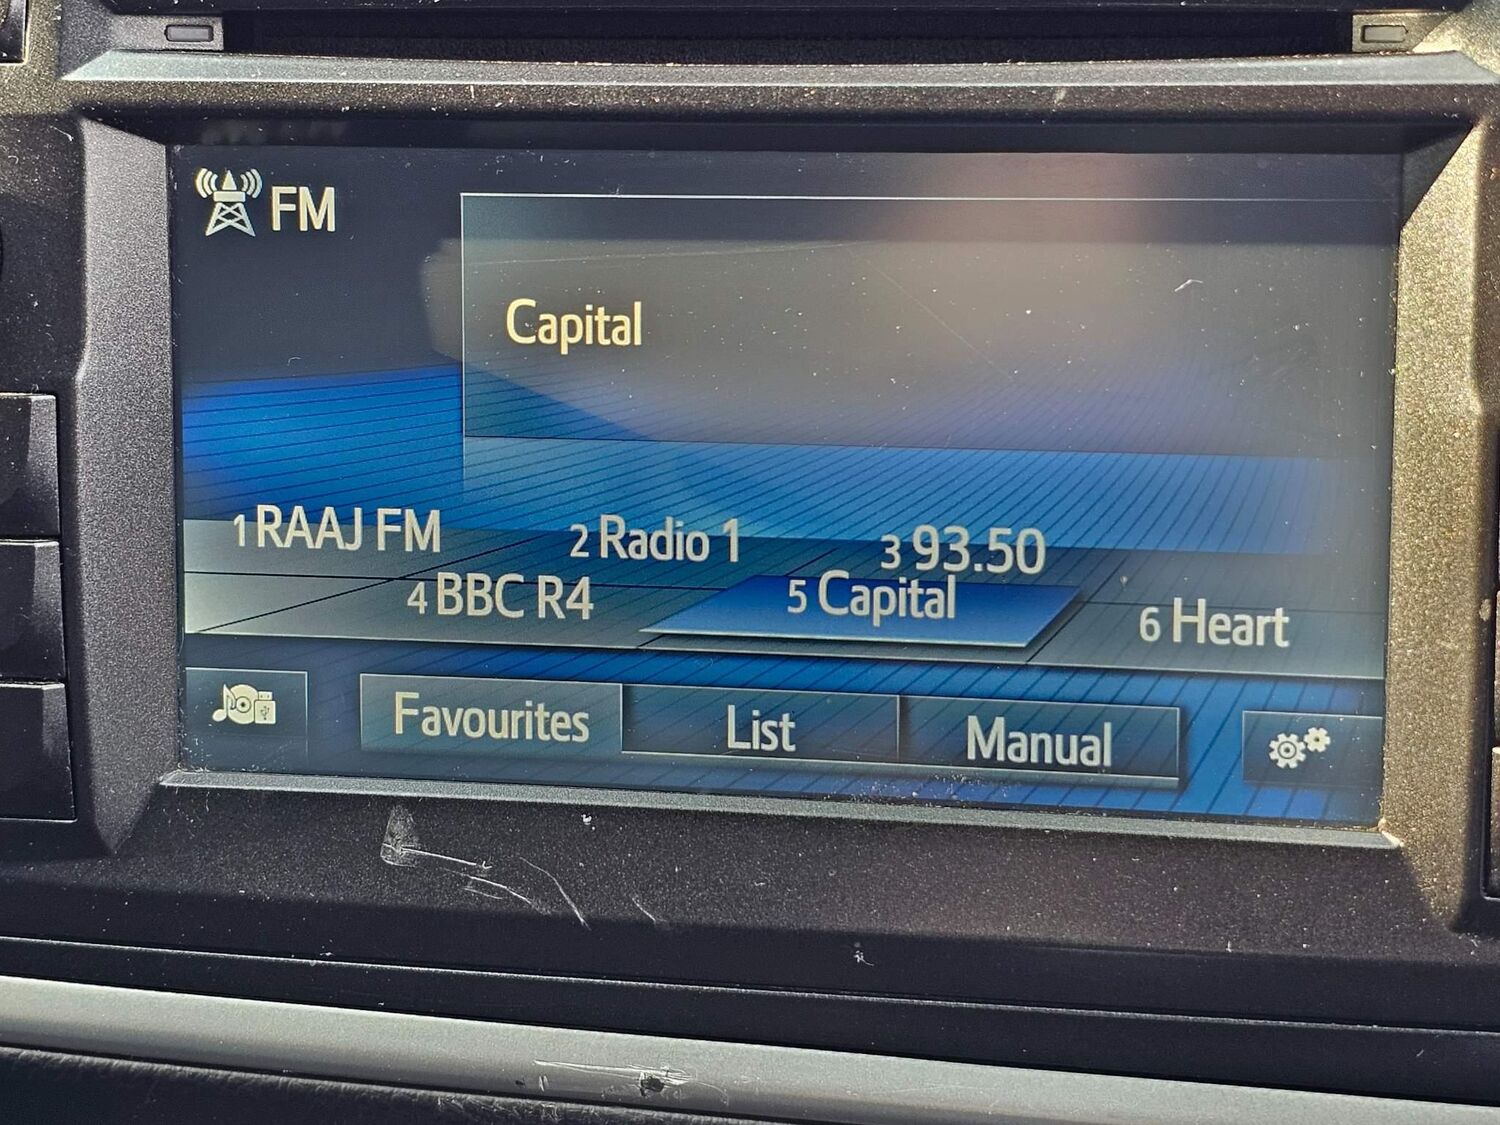 FM
Capital
1 RAAJ FM 2 Radio 1 3 93.50
4 BBC R4 5 Capital 6 Heart
Favourites List Manual